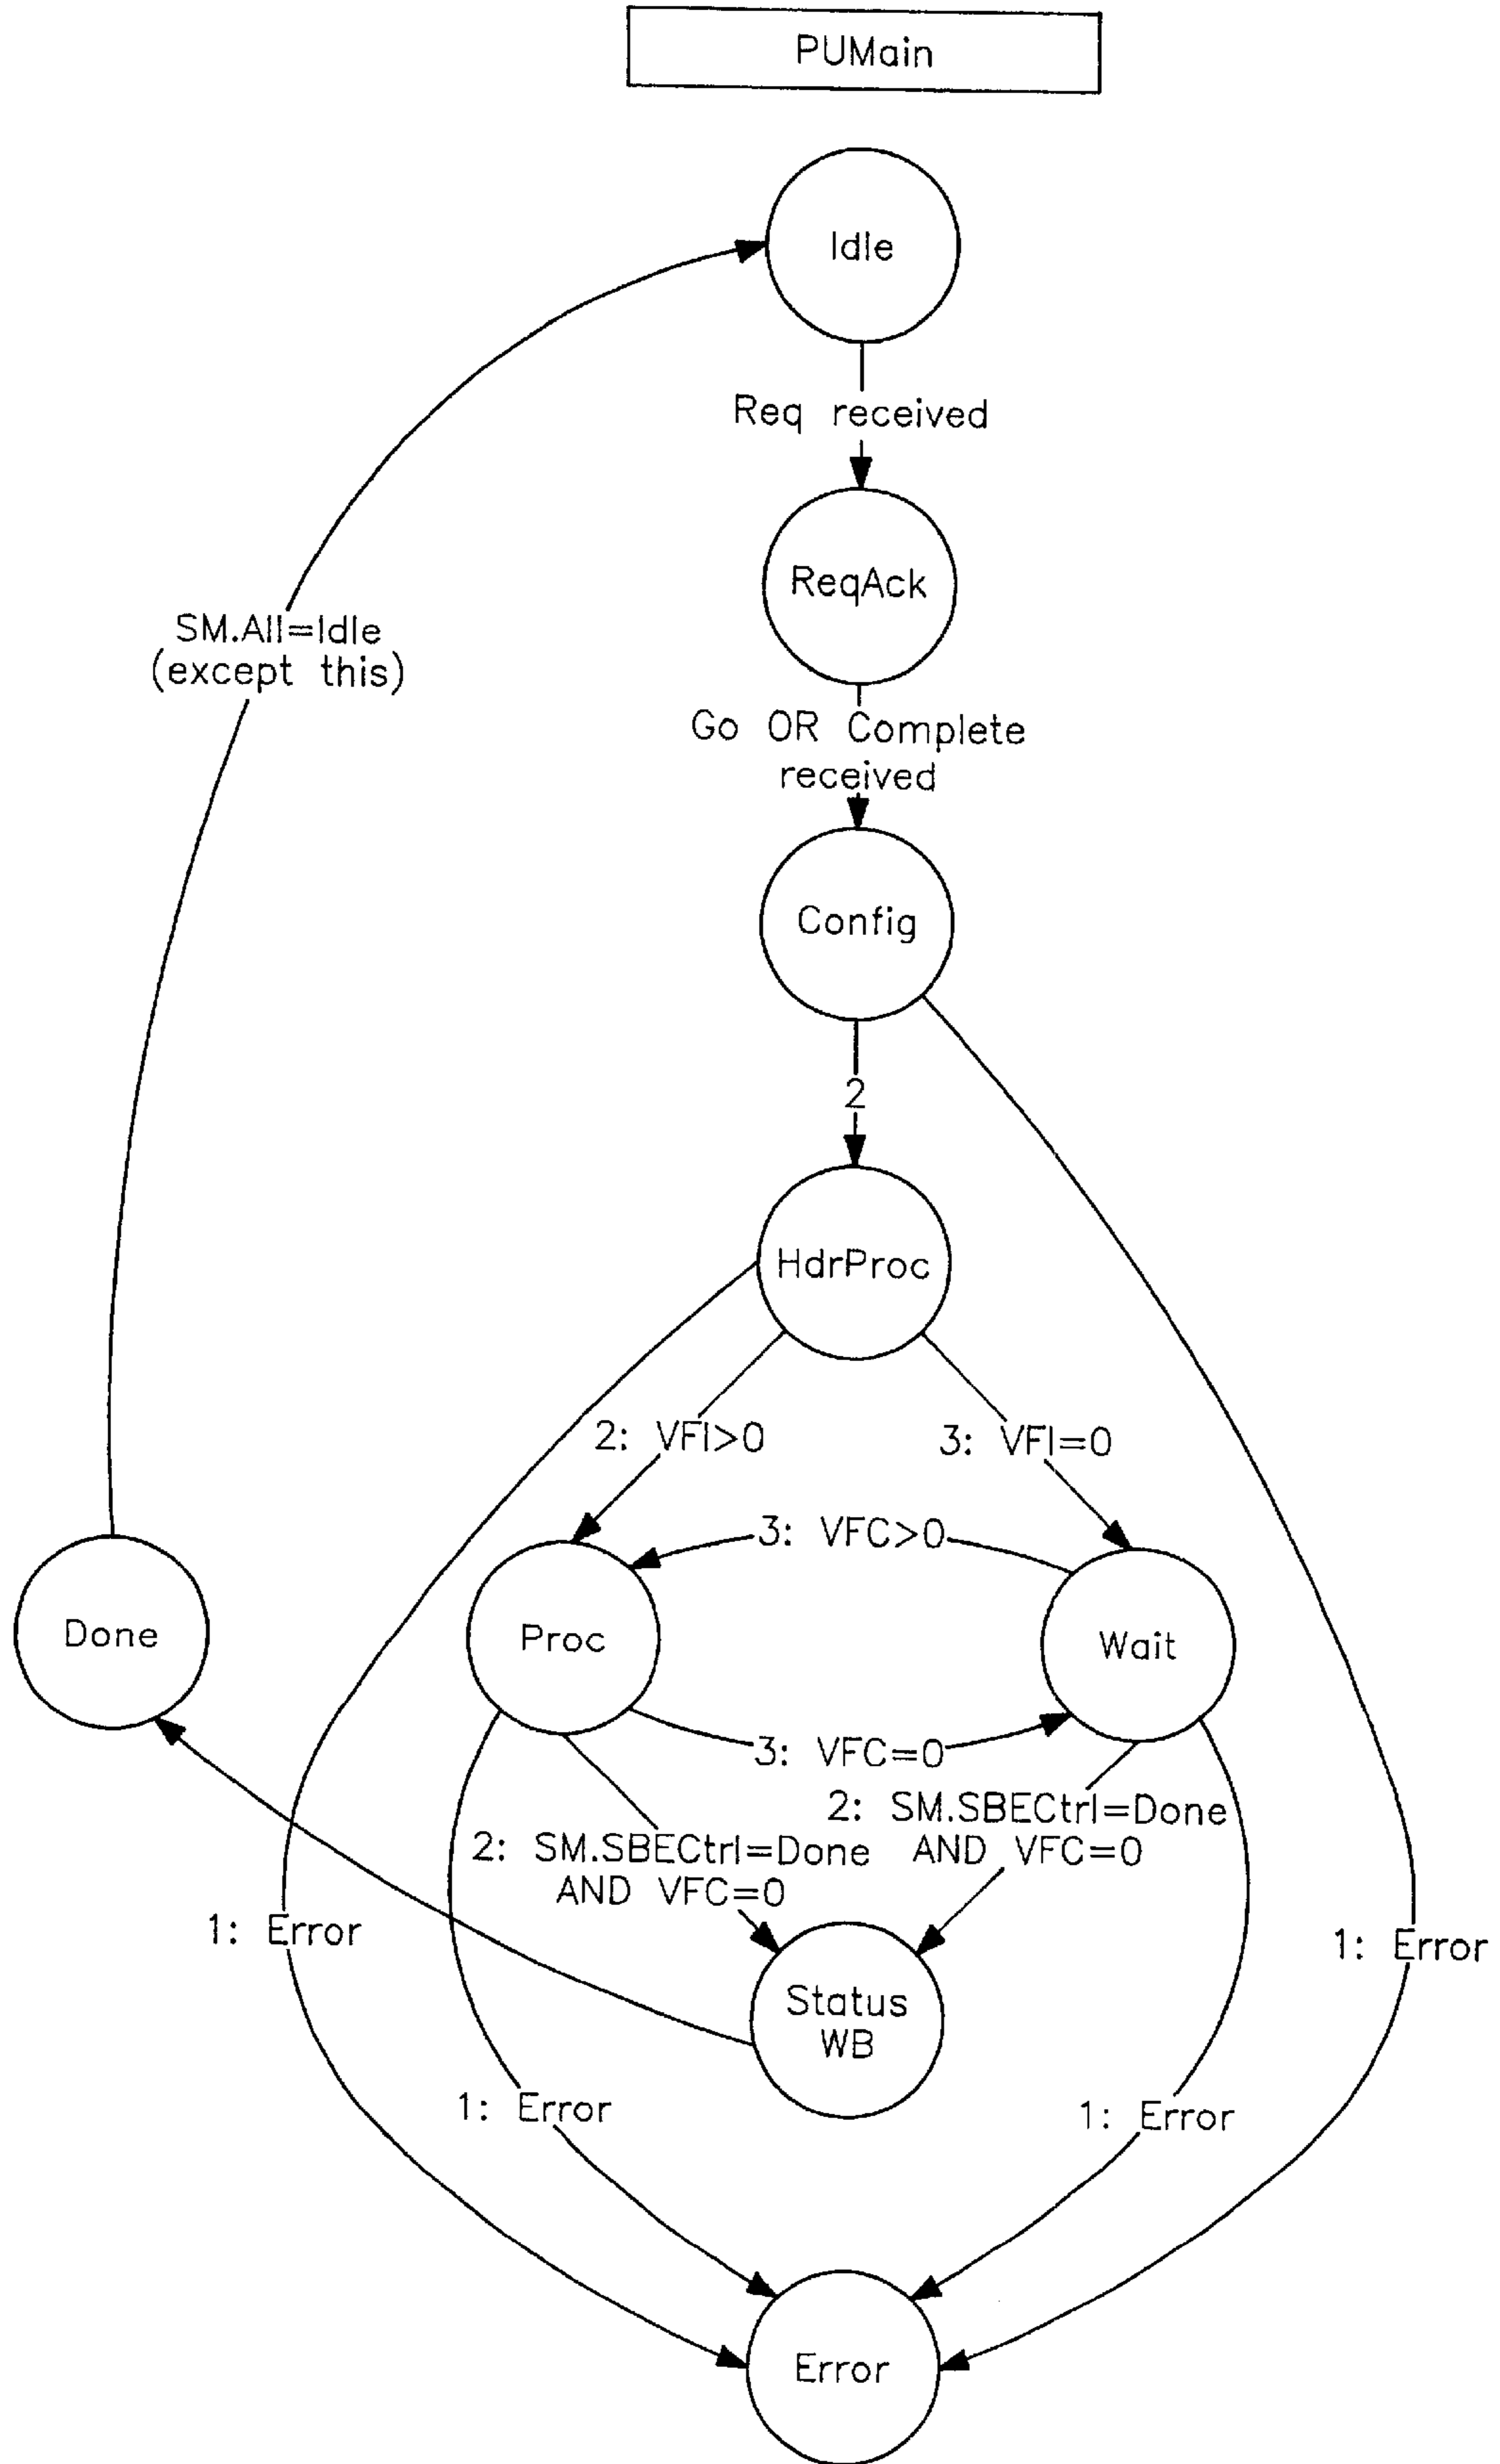 PUMain
Idle
Req received
ReqAck
SM.All=Idle
(except this)
Go OR Complete
received
Config
2
HdrProc
2: VFI>0
3: VFI=0
3: VFC>0
Done
Proc
Wait
3: VFC=0
2: SM.SBECtrl=Done
AND VFC=0
2: SM.SBECtrl=Done
AND VFC=0
1: Error
1: Error
Status
WB
1: Error
1: Error
Error